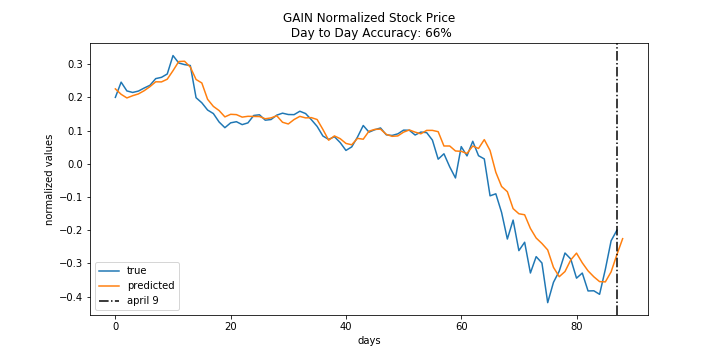 GAIN Normalized Stock Price
Day to Day Accuracy: 66%
normalized values
0.3
0.2
0.1
0.0
−0.1
−0.2
−0.3
−0.4
true
predicted
april 9
0
20
40
60
80
days